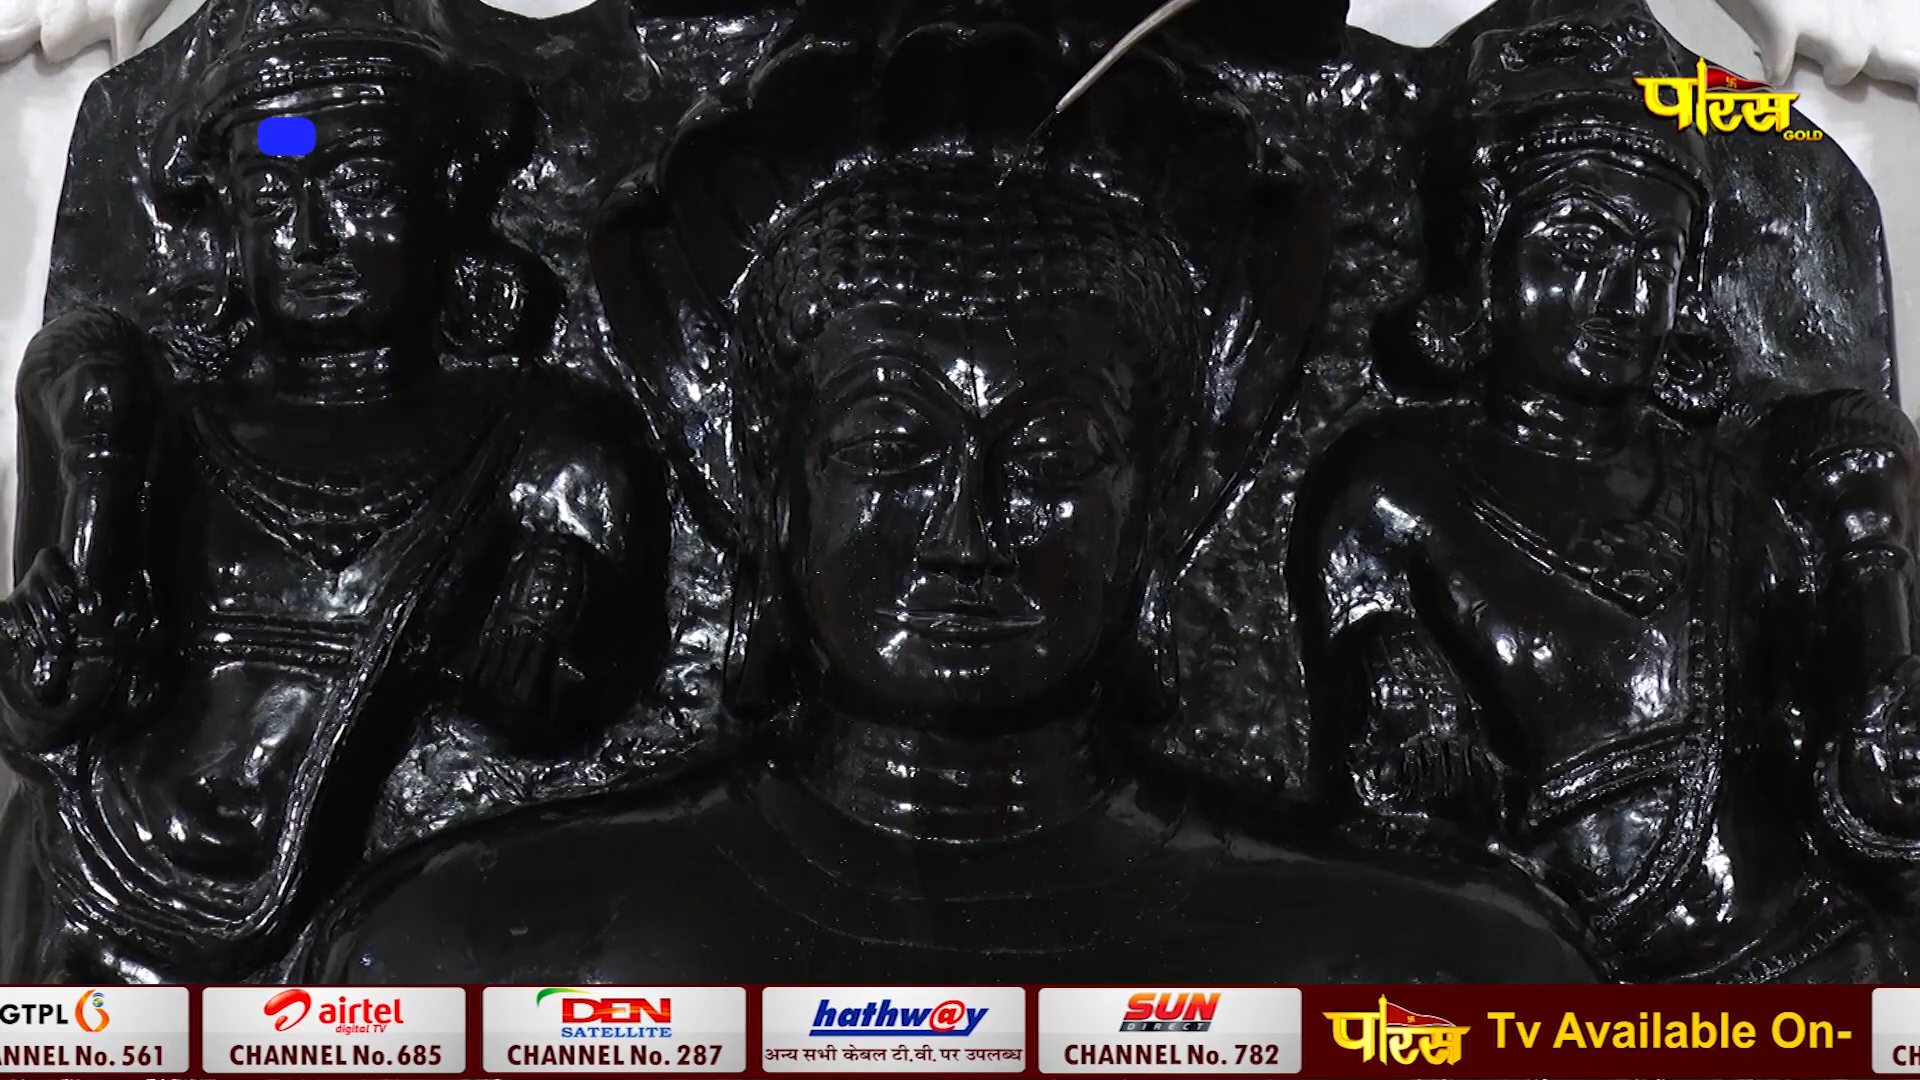 पारस
GOLD
GTPL
NNEL No. 561
airtel
digital TV
CHANNEL No. 685
DEN
SATELLITE
CHANNEL No. 287
hathw@y
अन्य सभी केबल टी.वी. पर उपलब्ध
SUN
DIRECT
CHANNEL No. 782
पारस Tv Available On-
CH